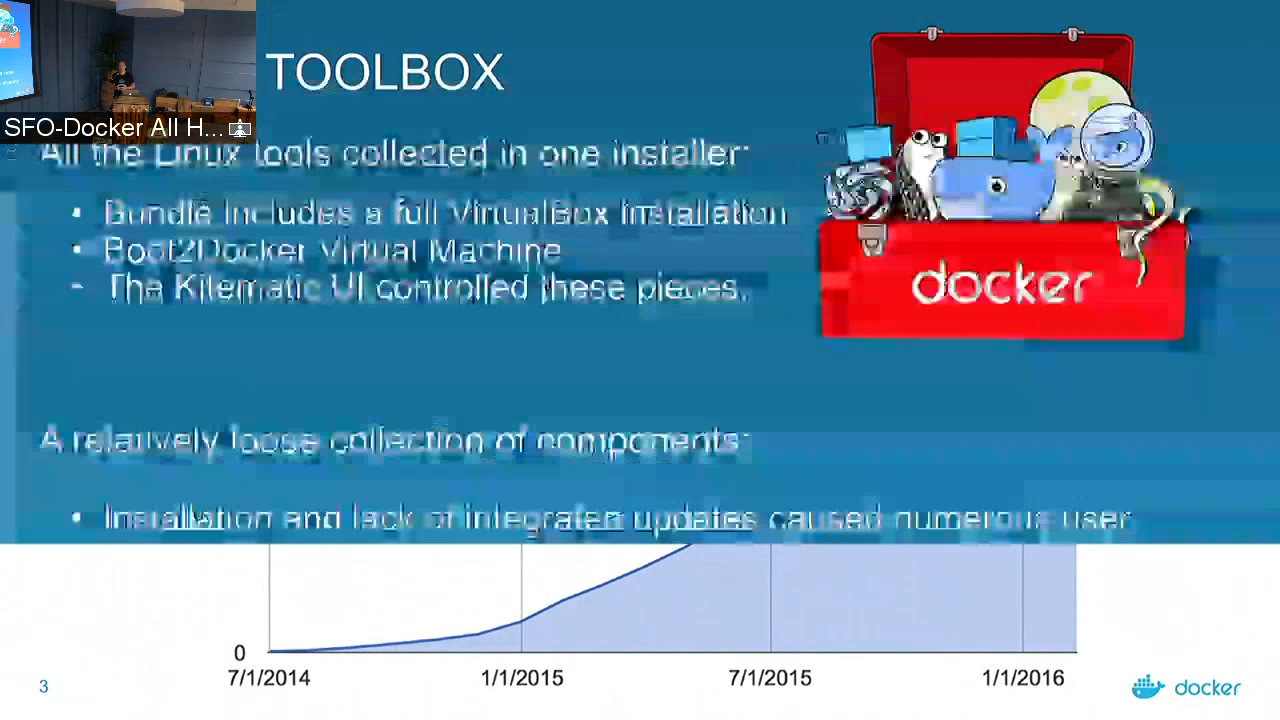 TOOLBOX
SFO-Docker All H...
All the Linux tools collected in one installer:
• Bundle includes a full VirtualBox installation
• Boot2Docker Virtual Machine
- The Kitematic UI controlled these pieces.
docker
A relatively loose collection of components:
• Installation and lack of integrated updates caused numerous user
0
7/1/2014 1/1/2015 7/1/2015 1/1/2016
3
docker